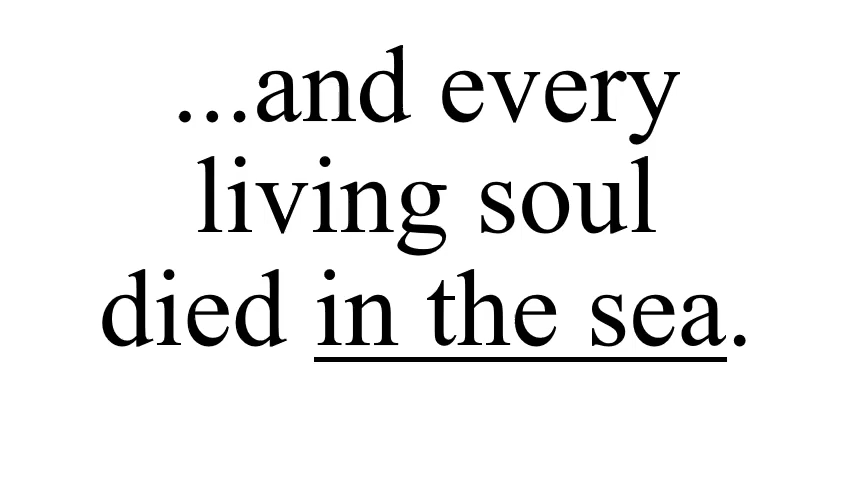 ...and every
living soul
died in the sea.